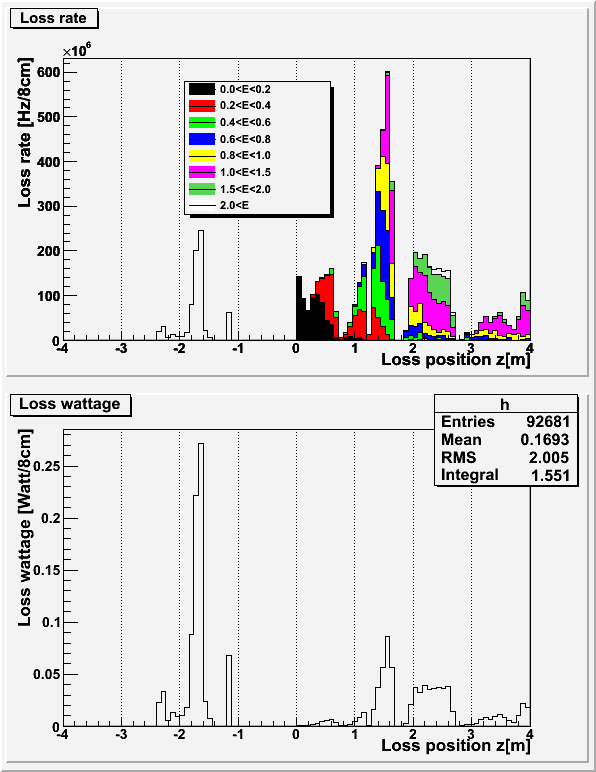 Loss rate
×10⁶
Loss rate [Hz/8cm]
600
500
400
300
200
100
0
0.0<E<0.2
0.2<E<0.4
0.4<E<0.6
0.6<E<0.8
0.8<E<1.0
1.0<E<1.5
1.5<E<2.0
2.0<E
-4 -3 -2 -1 0 1 2 3 4
Loss position z[m]
Loss wattage
h
Entries 92681
Mean 0.1693
RMS 2.005
Integral 1.551
Loss wattage [Watt/8cm]
0.25
0.2
0.15
0.1
0.05
0
-4 -3 -2 -1 0 1 2 3 4
Loss position z[m]